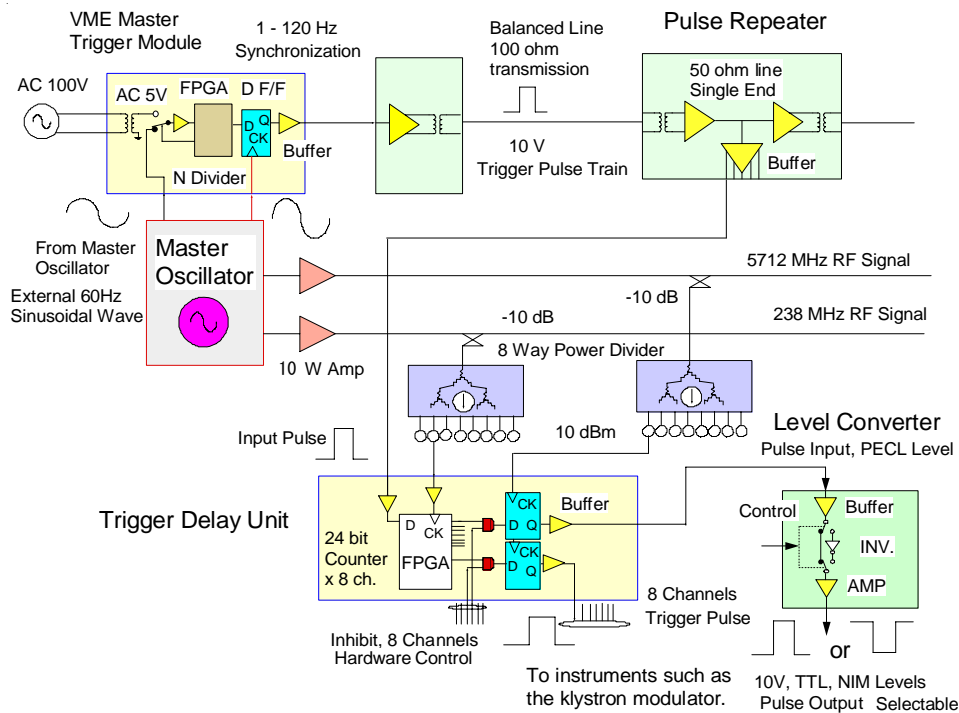 VME Master
Trigger Module
1 - 120 Hz
Synchronization
Balanced Line
100 ohm
transmission
Pulse Repeater
AC 100V
AC 5V
FPGA
D F/F
D
Q
CK
Buffer
N Divider
10 V
Trigger Pulse Train
50 ohm line
Single End
Buffer
From Master
Oscillator
External 60Hz
Sinusoidal Wave
Master
Oscillator
5712 MHz RF Signal
-10 dB
-10 dB
238 MHz RF Signal
10 W Amp
8 Way Power Divider
Input Pulse
10 dBm
Level Converter
Pulse Input, PECL Level
Trigger Delay Unit
24 bit
Counter
x 8 ch.
D
CK
FPGA
CK
D
Q
Buffer
CK
D
Q
Control
Buffer
INV.
AMP
8 Channels
Trigger Pulse
Inhibit, 8 Channels
Hardware Control
or
To instruments such as
the klystron modulator.
10V, TTL, NIM Levels
Pulse Output Selectable